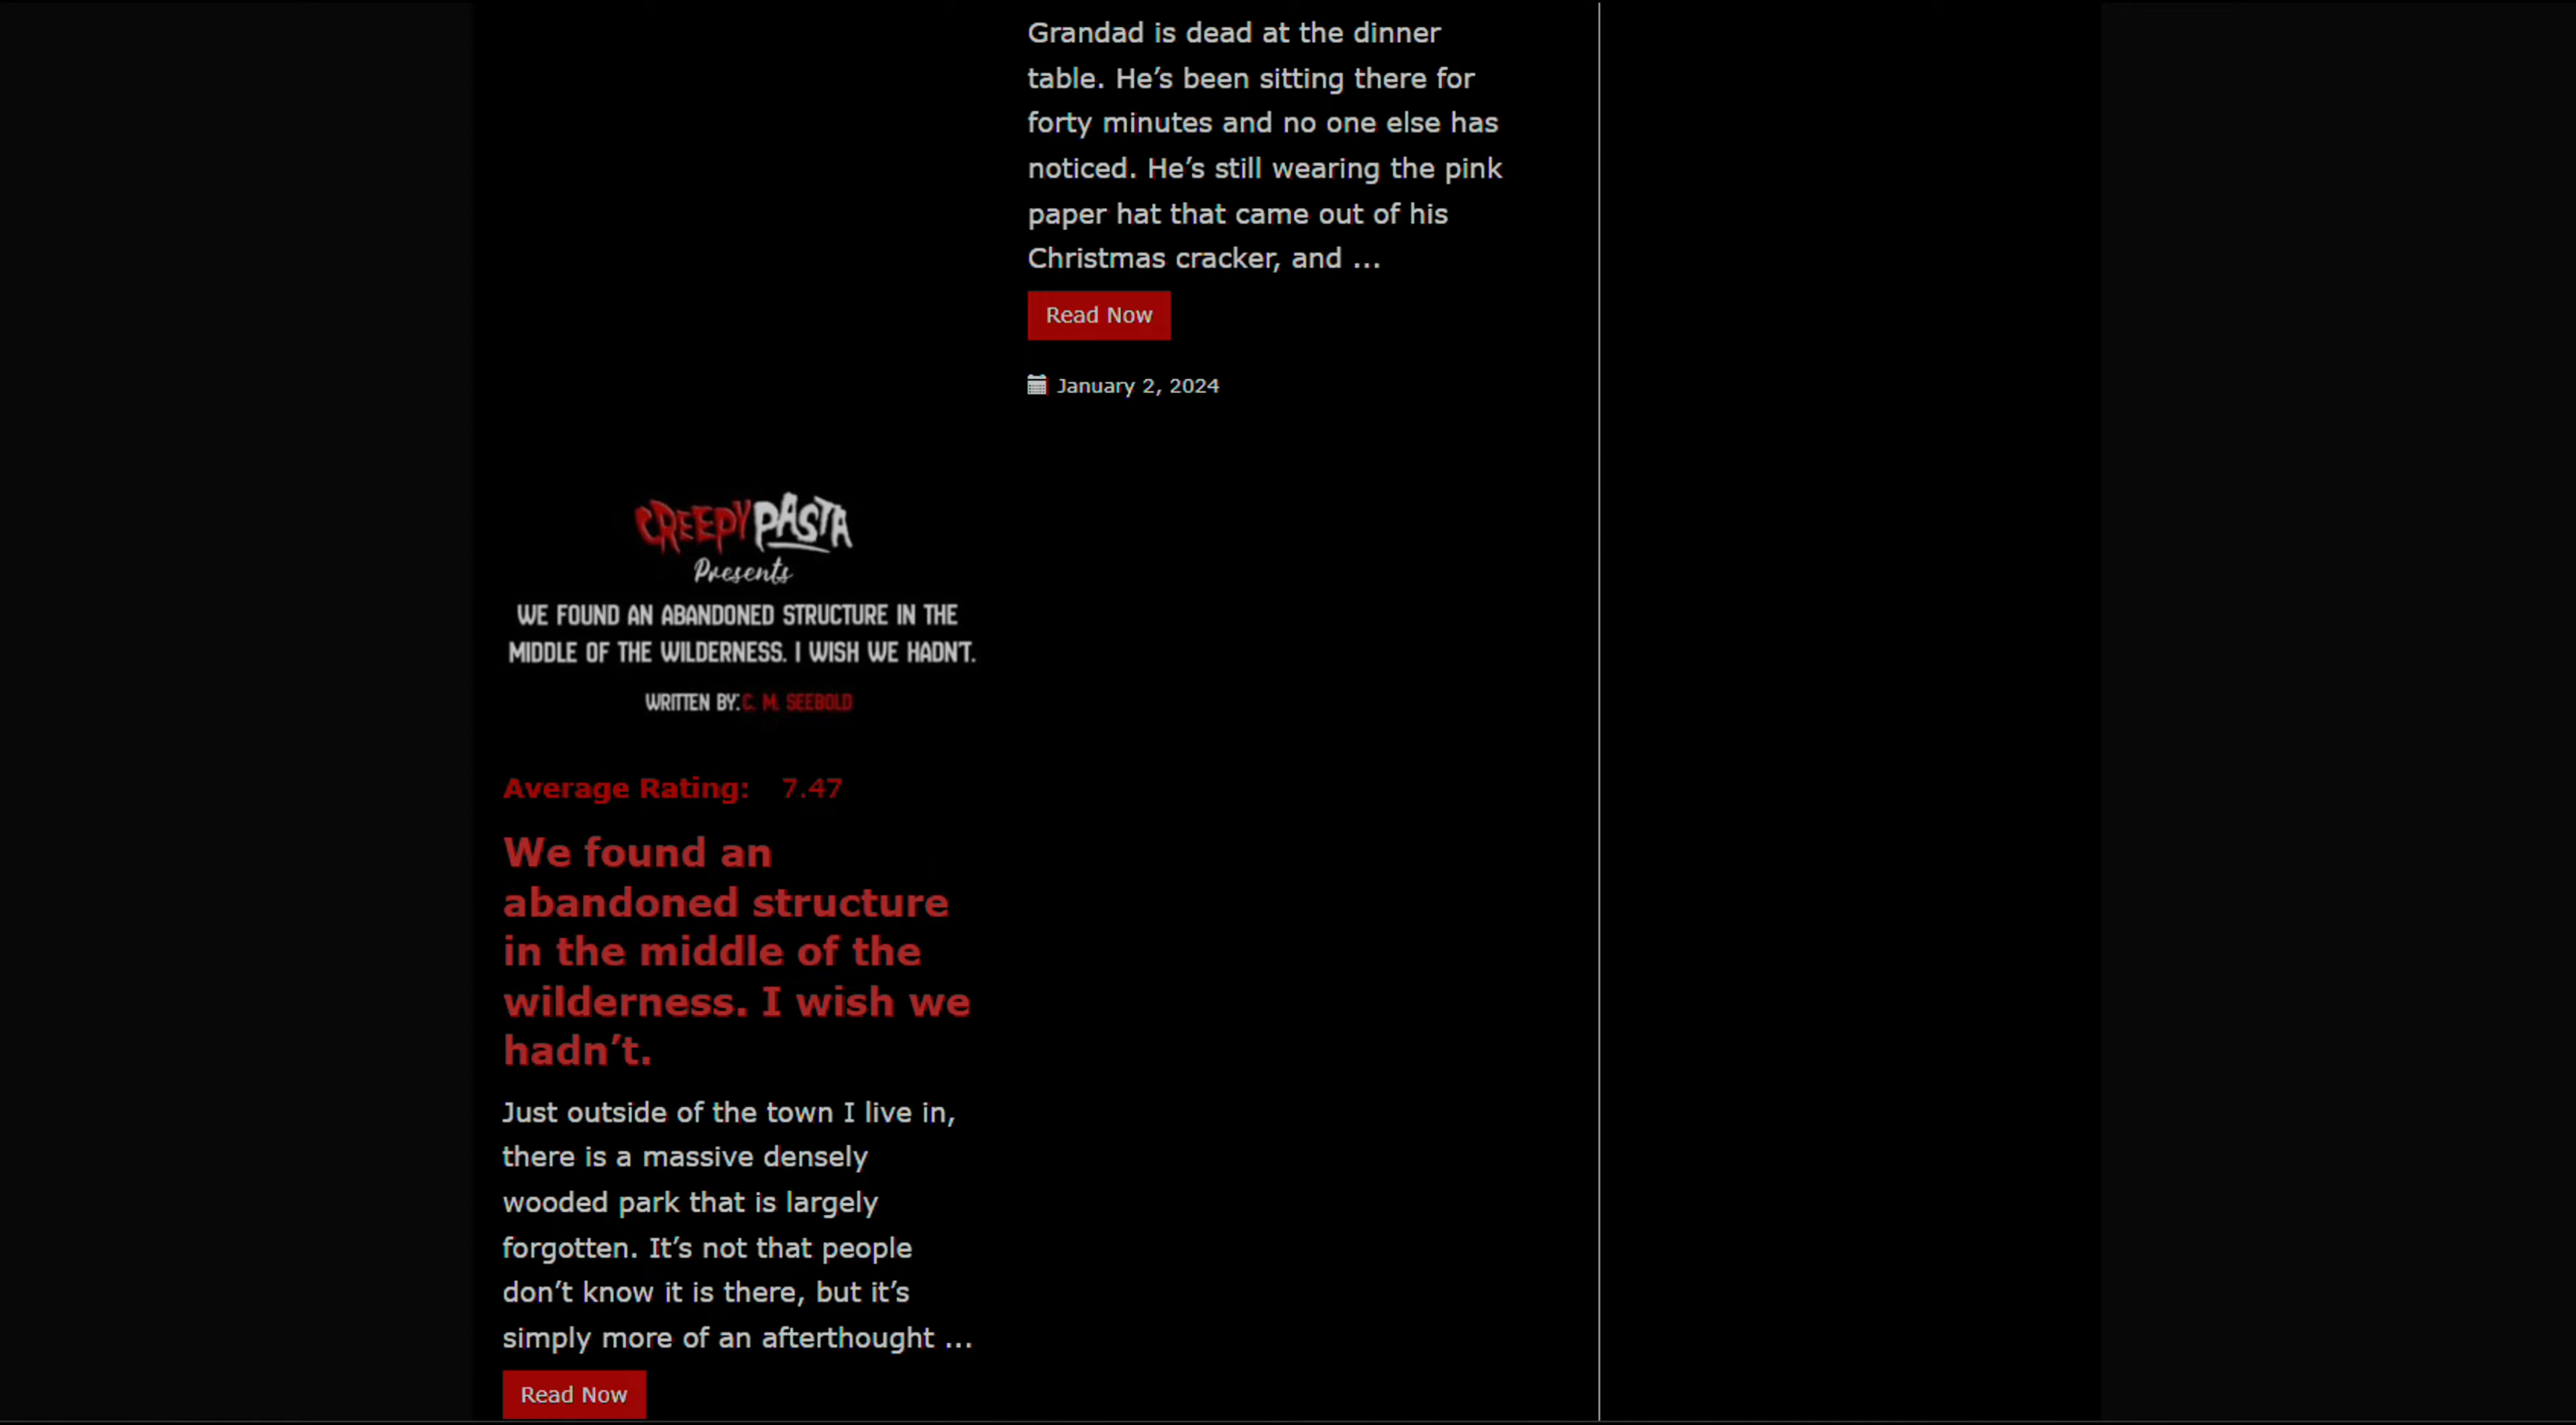 Grandad is dead at the dinner
table. He’s been sitting there for
forty minutes and no one else has
noticed. He’s still wearing the pink
paper hat that came out of his
Christmas cracker, and ...
Read Now
January 2, 2024
CREEPYPASTA
Presents
WE FOUND AN ABANDONED STRUCTURE IN THE
MIDDLE OF THE WILDERNESS. I WISH WE HADN'T.
WRITTEN BY: C. M. SEEBOLD
Average Rating: 7.47
We found an
abandoned structure
in the middle of the
wilderness. I wish we
hadn’t.
Just outside of the town I live in,
there is a massive densely
wooded park that is largely
forgotten. It’s not that people
don’t know it is there, but it’s
simply more of an afterthought ...
Read Now